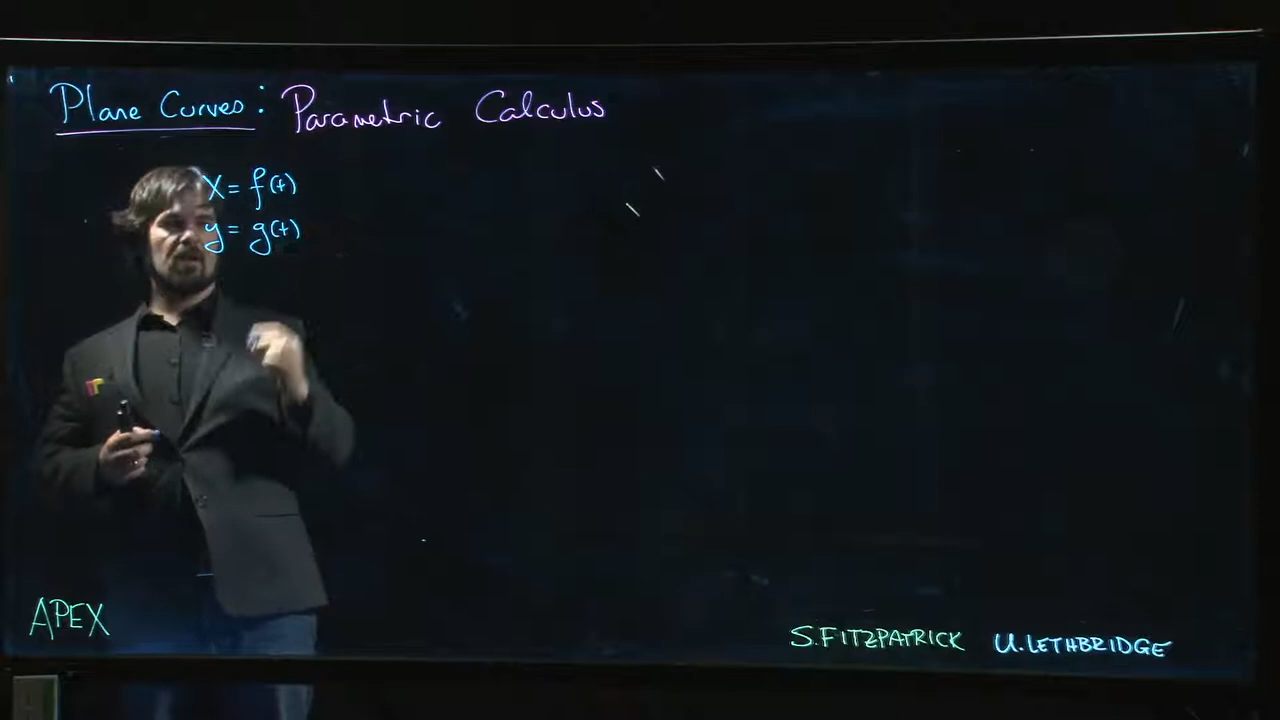 Plane Curves: Parametric Calculus
x = f(t)
y = g(t)
APEX
S.FITZPATRICK U.LETHBRIDGE